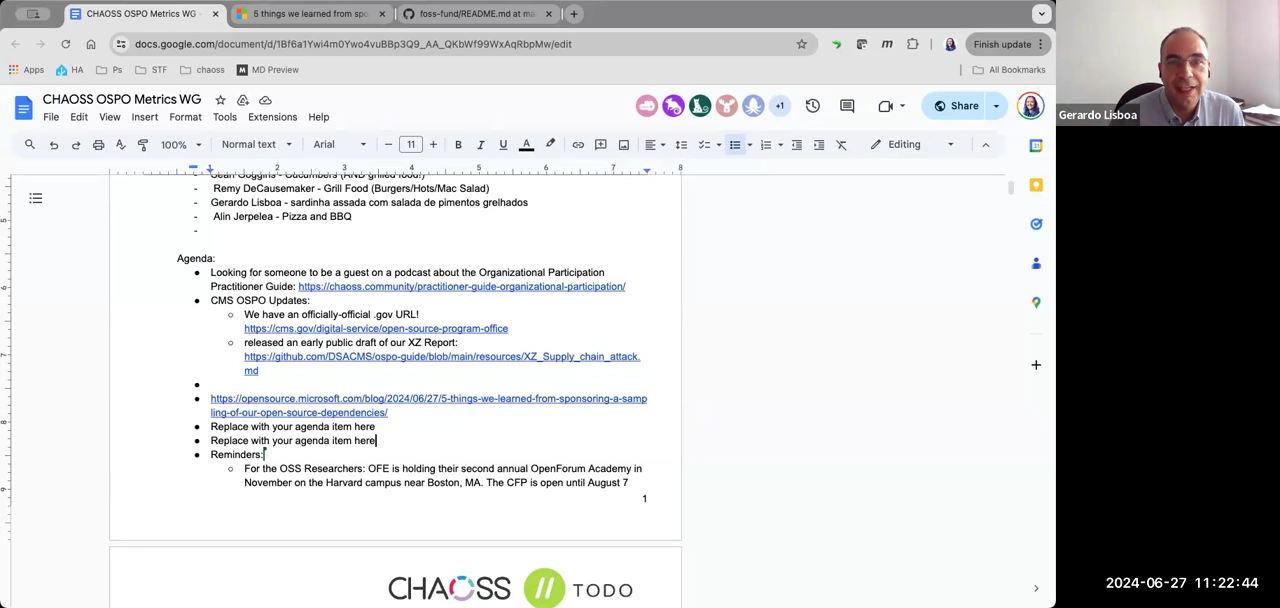 CHAOSS OSPO Metrics WG -
5 things we learned from spo
foss-fund/README.md at ma
docs.google.com/document/d/1Bf6a1Ywi4m0Ywo4vuBBp3Q9_AA_QKbWf99WxAqRbpMw/edit
Finish update
Apps
HA
Ps
STF
chaoss
MD Preview
All Bookmarks
CHAOSS OSPO Metrics WG
File Edit View Insert Format Tools Extensions Help
+1
Share
100%
Normal text
Arial
11
Editing
1 2 3 4 5 6 7 8
- Remy DeCausemaker - Grill Food (Burgers/Hots/Mac Salad)
- Gerardo Lisboa - sardinha assada com salada de pimentos grelhados
- Alin Jerpelea - Pizza and BBQ
-
Agenda:
● Looking for someone to be a guest on a podcast about the Organizational Participation
Practitioner Guide: https://chaoss.community/practitioner-guide-organizational-participation/
● CMS OSPO Updates:
○ We have an officially-official .gov URL!
https://cms.gov/digital-service/open-source-program-office
○ released an early public draft of our XZ Report:
https://github.com/DSACMS/ospo-guide/blob/main/resources/XZ_Supply_chain_attack.
md
●
● https://opensource.microsoft.com/blog/2024/06/27/5-things-we-learned-from-sponsoring-a-samp
ling-of-our-open-source-dependencies/
● Replace with your agenda item here
● Replace with your agenda item here
● Reminders:
○ For the OSS Researchers: OFE is holding their second annual OpenForum Academy in
November on the Harvard campus near Boston, MA. The CFP is open until August 7
1
CHAOSS
TODO
Gerardo Lisboa
2024-06-27 11:22:44